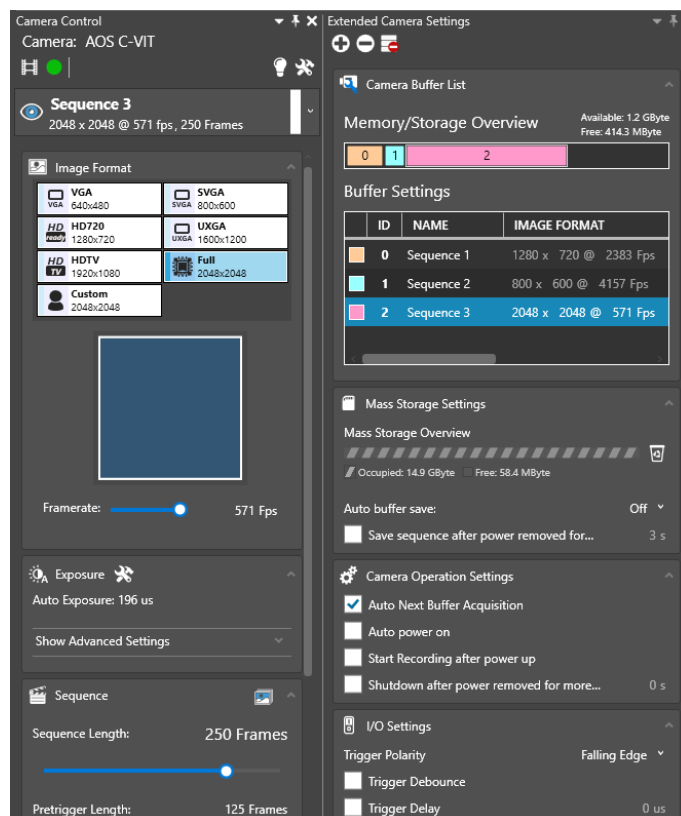 Camera Control
Camera: AOS C-VIT
Sequence 3
2048 x 2048 @ 571 fps, 250 Frames
Image Format
VGA VGA
640x480
SVGA SVGA
800x600
HD ready HD720
1280x720
UXGA UXGA
1600x1200
HD TV HDTV
1920x1080
Full
2048x2048
Custom
2048x2048
Framerate: 571 Fps
A Exposure
Auto Exposure: 196 us
Show Advanced Settings
Sequence
Sequence Length: 250 Frames
Pretrigger Length: 125 Frames
Extended Camera Settings
Camera Buffer List
Memory/Storage Overview
Available: 1.2 GByte
Free: 414.3 MByte
0 1 2
Buffer Settings
ID NAME IMAGE FORMAT
0 Sequence 1 1280 x 720 @ 2383 Fps
1 Sequence 2 800 x 600 @ 4157 Fps
2 Sequence 3 2048 x 2048 @ 571 Fps
Mass Storage Settings
Mass Storage Overview
Occupied: 14.9 GByte Free: 58.4 MByte
Auto buffer save: Off
Save sequence after power removed for... 3 s
Camera Operation Settings
Auto Next Buffer Acquisition
Auto power on
Start Recording after power up
Shutdown after power removed for more... 0 s
I/O Settings
Trigger Polarity Falling Edge
Trigger Debounce
Trigger Delay 0 us